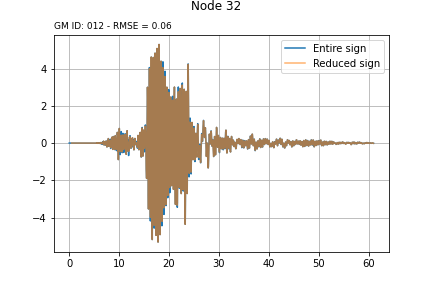 Node 32
GM ID: 012 - RMSE = 0.06
Entire sign
Reduced sign
4
2
0
−2
−4
0 10 20 30 40 50 60